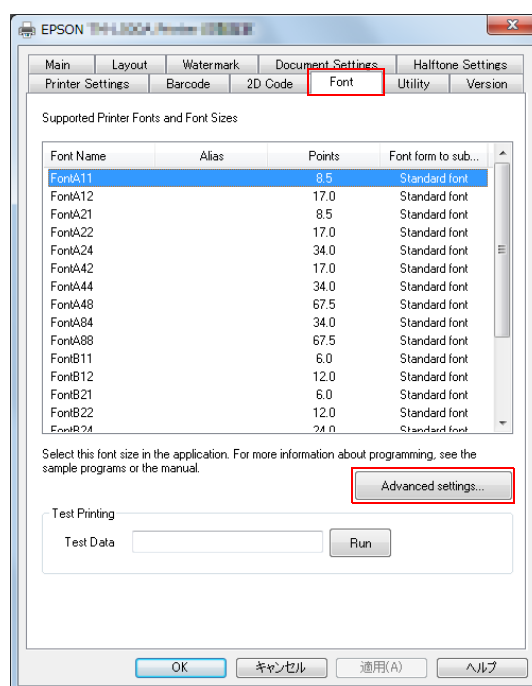 EPSON
Main Layout Watermark Document Settings Halftone Settings
Printer Settings Barcode 2D Code Font Utility Version
Supported Printer Fonts and Font Sizes
Font Name Alias Points Font form to sub...
FontA11 8.5 Standard font
FontA12 17.0 Standard font
FontA21 8.5 Standard font
FontA22 17.0 Standard font
FontA24 34.0 Standard font
FontA42 17.0 Standard font
FontA44 34.0 Standard font
FontA48 67.5 Standard font
FontA84 34.0 Standard font
FontA88 67.5 Standard font
FontB11 6.0 Standard font
FontB12 12.0 Standard font
FontB21 6.0 Standard font
FontB22 12.0 Standard font
FontB24 24.0 Standard font
Select this font size in the application. For more information about programming, see the
sample programs or the manual.
Advanced settings...
Test Printing
Test Data Run
OK キャンセル 適用(A) ヘルプ